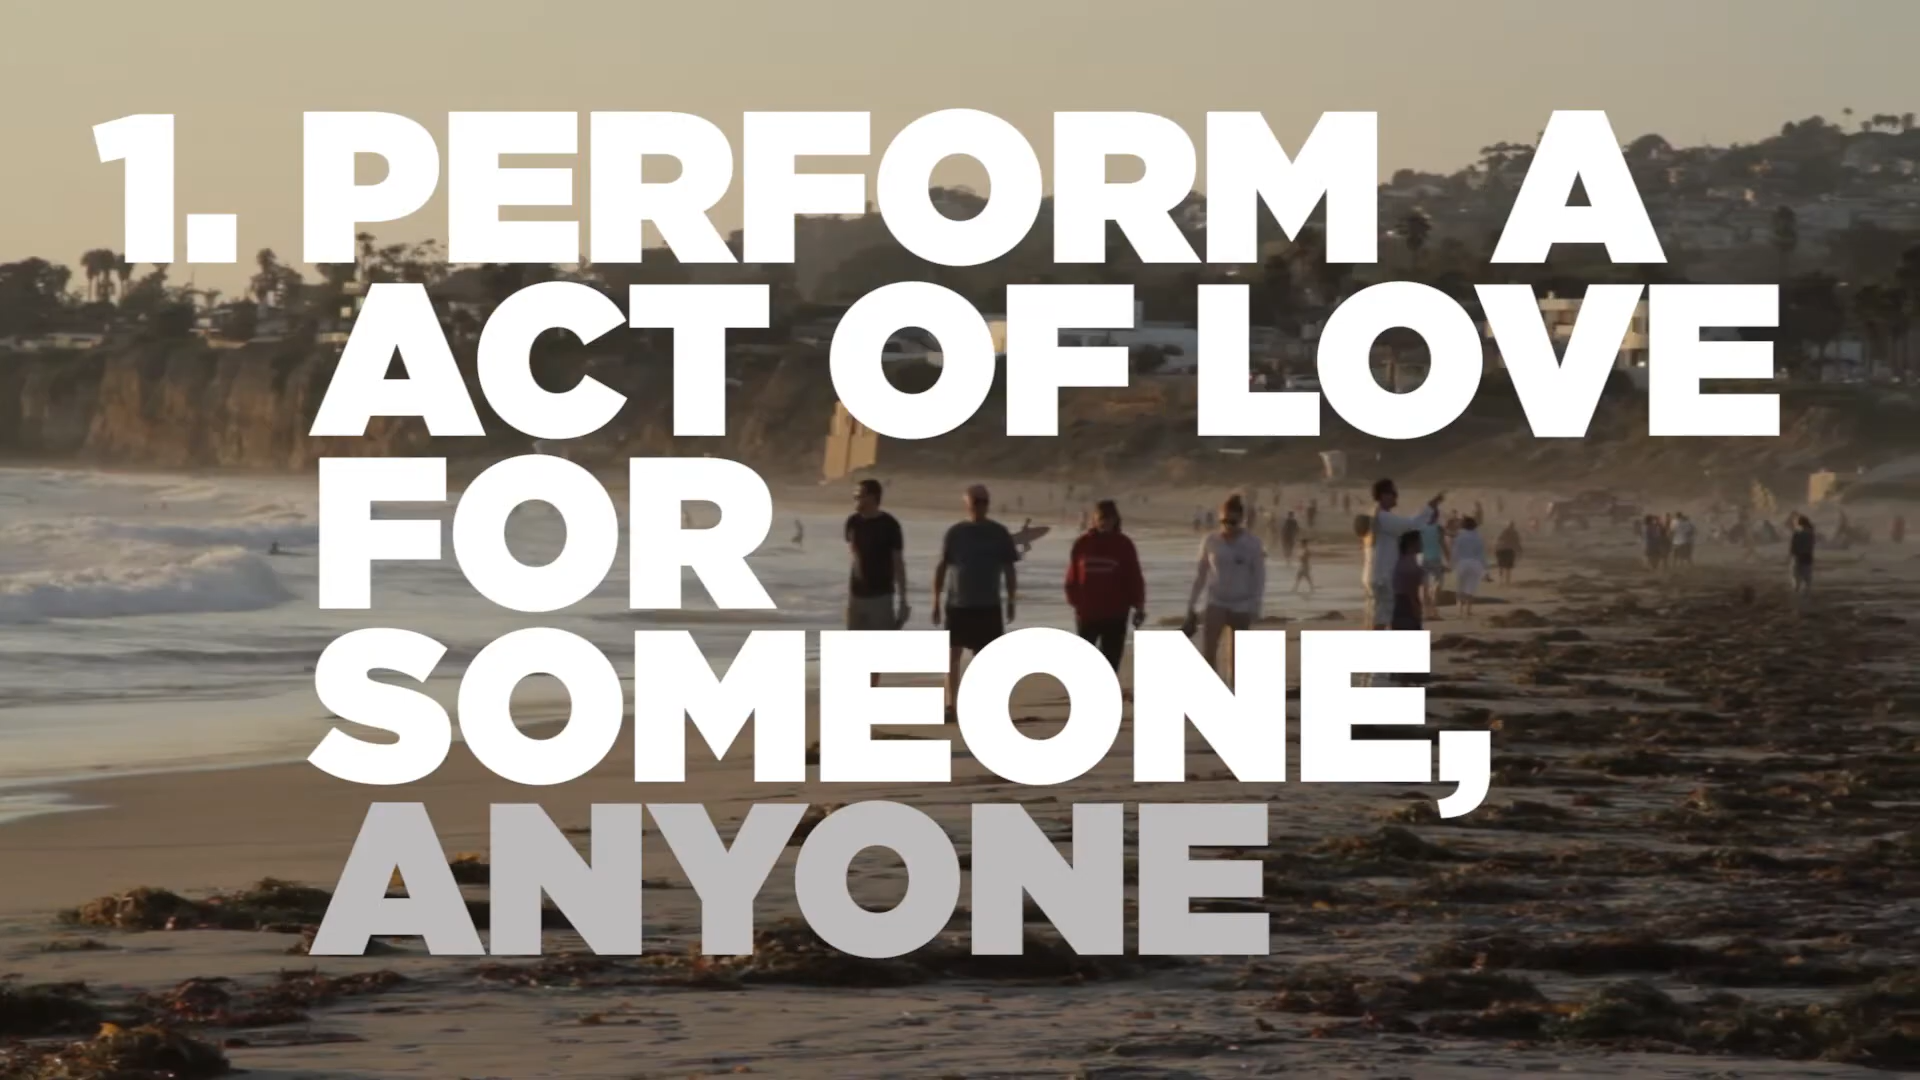 1. PERFORM A
ACT OF LOVE
FOR
SOMEONE,
ANYONE